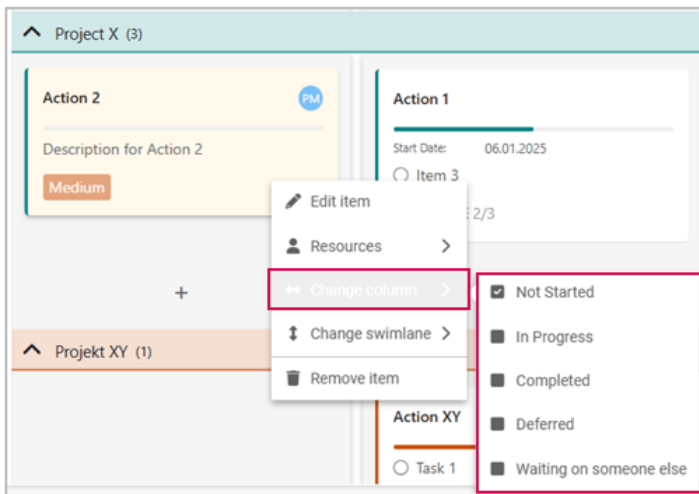 Project X (3)
Action 2
PM
Description for Action 2
Medium
Action 1
Start Date: 06.01.2025
Item 3
2/3
Edit item
Resources
Change column
Change swimlane
Remove item
Not Started
In Progress
Completed
Deferred
Waiting on someone else
+
Projekt XY (1)
Action XY
Task 1